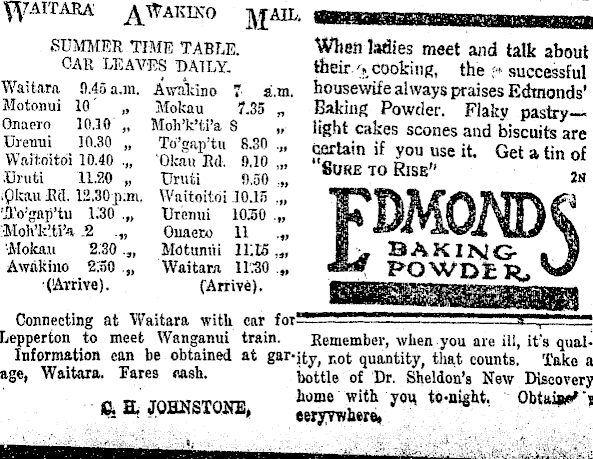 WAITARA AWAKINO MAIL.
SUMMER TIME TABLE.
CAR LEAVES DAILY.
Waitara 9.45 a.m. Awakino 7 a.m.
Motonui 10 „ Mokau 7.35 „
Onaero 10.10 „ Moh'k'ti'a 8 „
Urenui 10.30 „ To'gap'tu 8.30 „
Waitoitoi 10.40 „ Okau Rd. 9.10 „
Uruti 11.20 „ Uruti 9.50 „
Okau Rd. 12.30 p.m. Waitoitoi 10.15 „
To'gap'tu 1.30 „ Urenui 10.50 „
Moh'k'ti'a 2 „ Onaero 11 „
Mokau 2.30 „ Motunui 11.15 „
Awakino 2.50 „ Waitara 11.30 „
(Arrive). (Arrive).
Connecting at Waitara with car for
Lepperton to meet Wanganui train.
Information can be obtained at gar-
age, Waitara. Fares cash.
C. H. JOHNSTONE,
When ladies meet and talk about
their cooking, the successful
housewife always praises Edmonds'
Baking Powder. Flaky pastry—
light cakes scones and biscuits are
certain if you use it. Get a tin of
"SURE TO RISE" 2N
EDMONDS
BAKING
POWDER.
Remember, when you are ill, it's qual-
ity, not quantity, that counts. Take a
bottle of Dr. Sheldon's New Discovery
home with you to-night.
eerywhere,